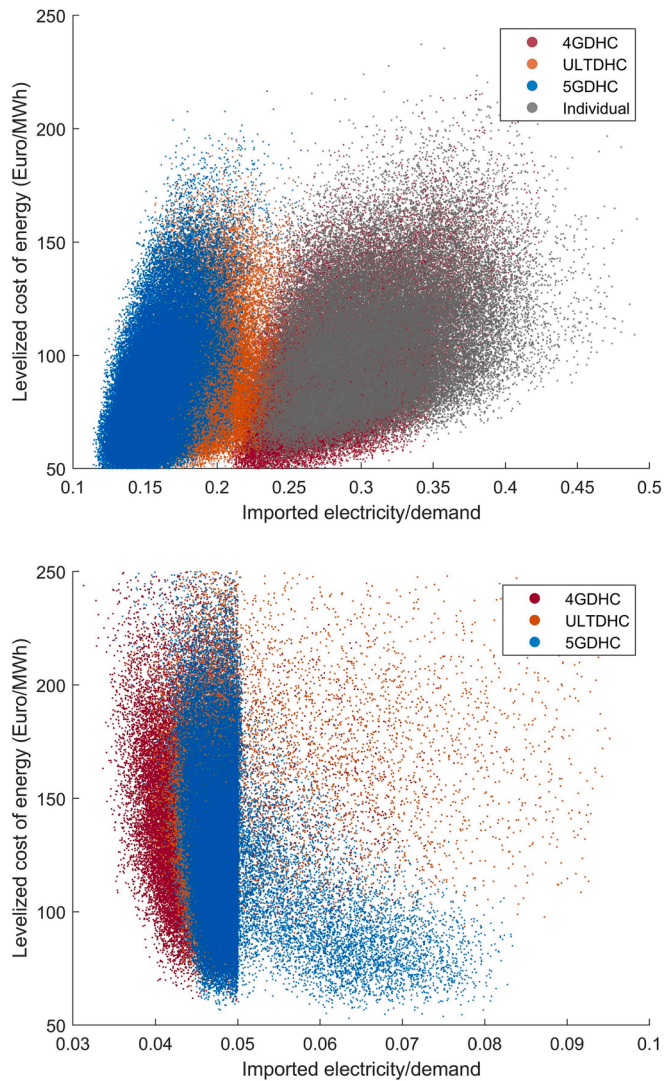 250
200
150
100
50
Levelized cost of energy (Euro/MWh)
4GDHC
ULTDHC
5GDHC
Individual
0.1 0.15 0.2 0.25 0.3 0.35 0.4 0.45 0.5
Imported electricity/demand
250
200
150
100
50
Levelized cost of energy (Euro/MWh)
4GDHC
ULTDHC
5GDHC
0.03 0.04 0.05 0.06 0.07 0.08 0.09 0.1
Imported electricity/demand